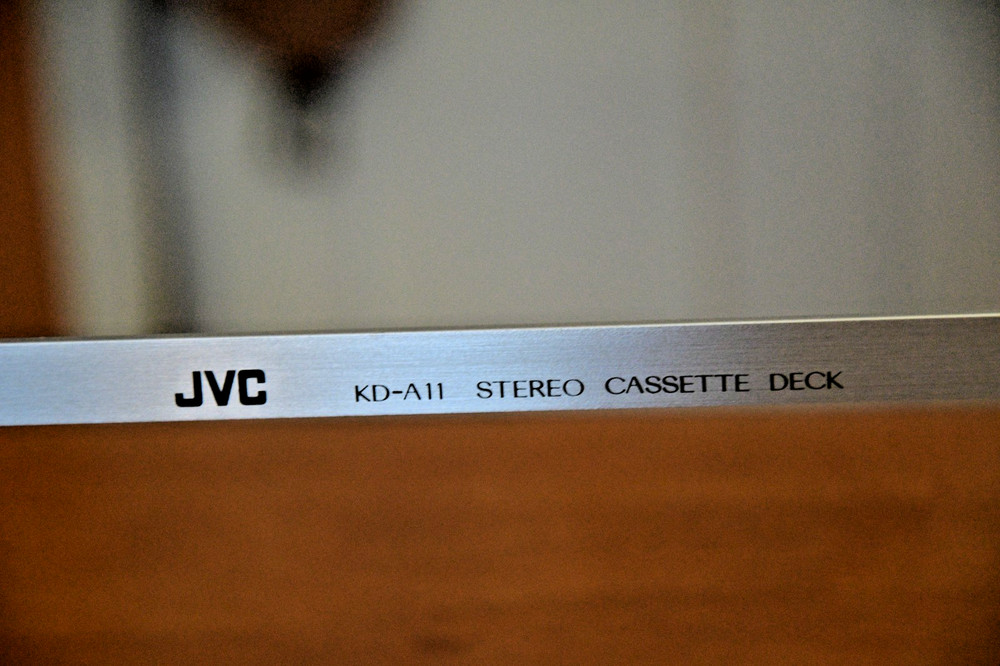 JVC KD-A11 STEREO CASSETTE DECK